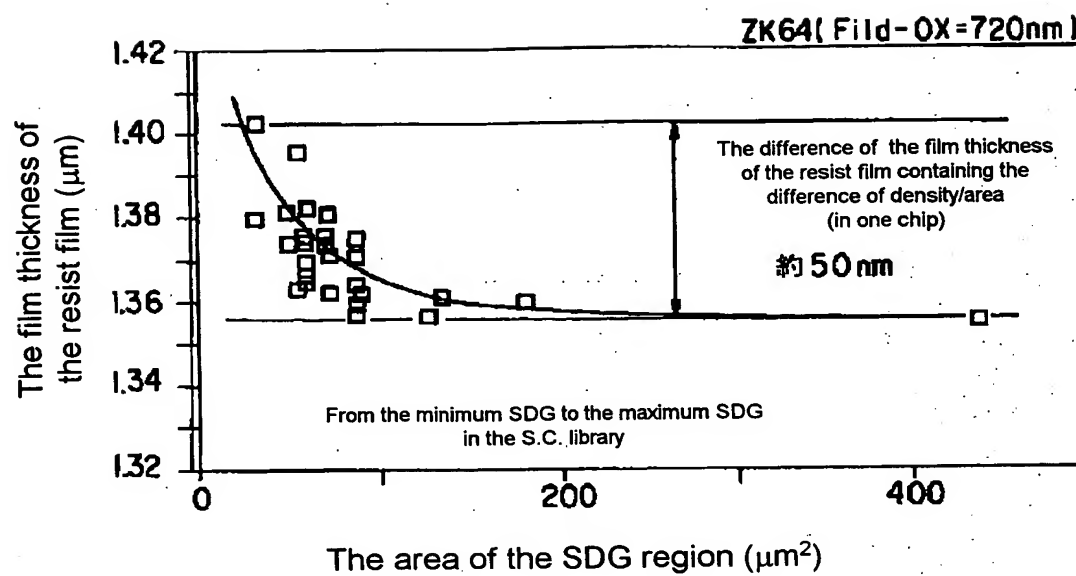 ZK64(Fild-OX=720nm)
The film thickness of
the resist film (μm)
1.42
1.40
1.38
1.36
1.34
1.32
The difference of the film thickness
of the resist film containing the
difference of density/area
(in one chip)
約50nm
From the minimum SDG to the maximum SDG
in the S.C. library
0
200
400
The area of the SDG region (μm²)